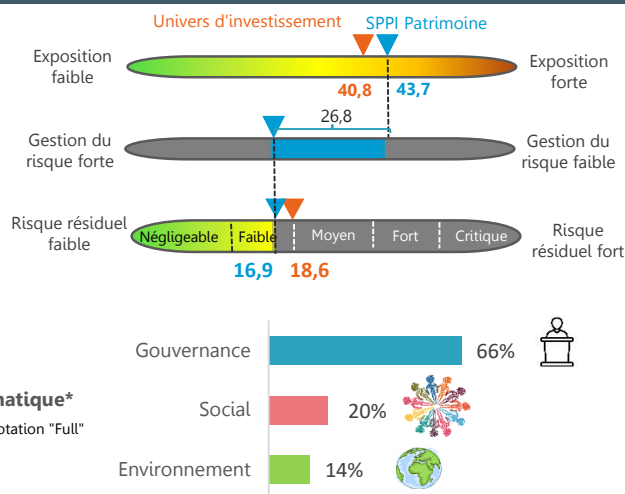 Univers d'investissement SPPI Patrimoine
Exposition
faible
Exposition
forte
40,8 43,7
26,8
Gestion du
risque forte
Gestion du
risque faible
Risque résiduel
faible
Négligeable Faible Moyen Fort Critique
Risque
résiduel fort
16,9 18,6
Gouvernance 66%
matique*
Social 20%
otation "Full"
Environnement 14%